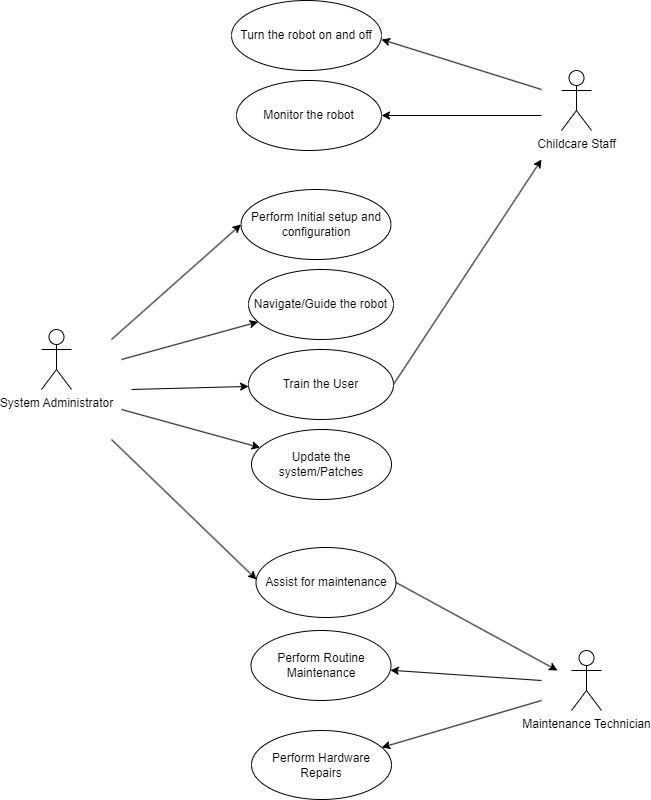 Turn the robot on and off
Monitor the robot
Childcare Staff
Perform Initial setup and
configuration
Navigate/Guide the robot
Train the User
System Administrator
Update the
system/Patches
Assist for maintenance
Perform Routine
Maintenance
Maintenance Technician
Perform Hardware
Repairs